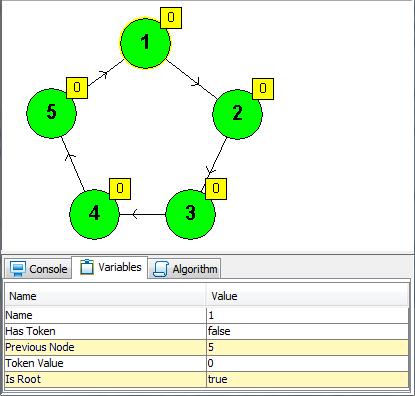 0
1
0
0
5
2
0
0
4
3
Console Variables Algorithm
Name Value
Name 1
Has Token false
Previous Node 5
Token Value 0
Is Root true